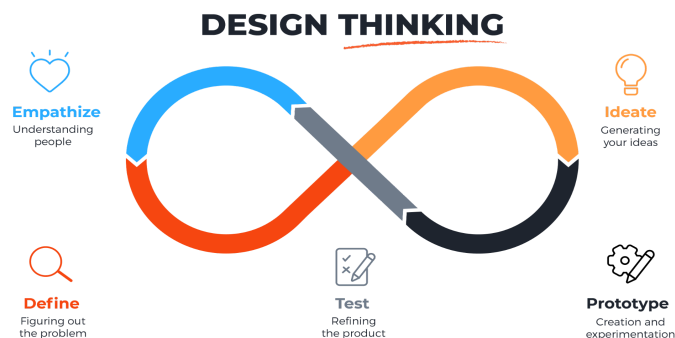 DESIGN THINKING
Empathize
Understanding
people
Ideate
Generating
your ideas
Define
Figuring out
the problem
Test
Refining
the product
Prototype
Creation and
experimentation